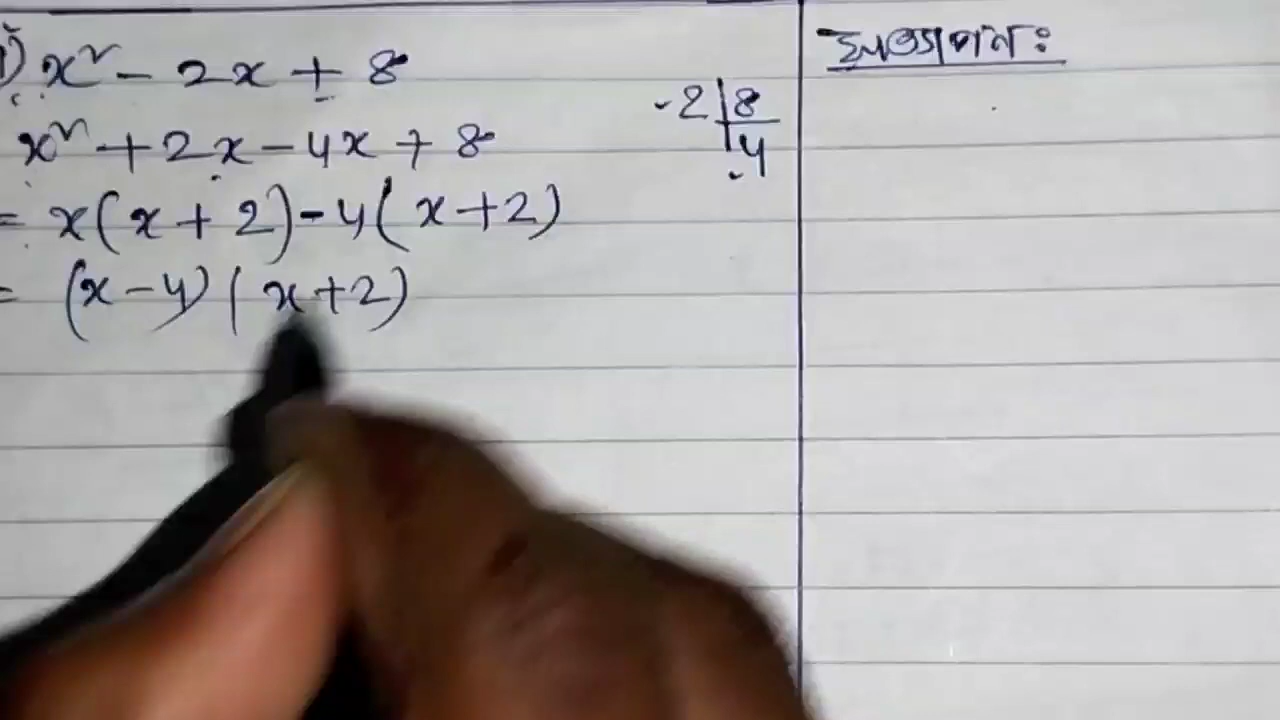 x² - 2x + 8
x² + 2x - 4x + 8
= x(x + 2) - 4(x + 2)
= (x - 4)(x + 2)
-2 | 8
4